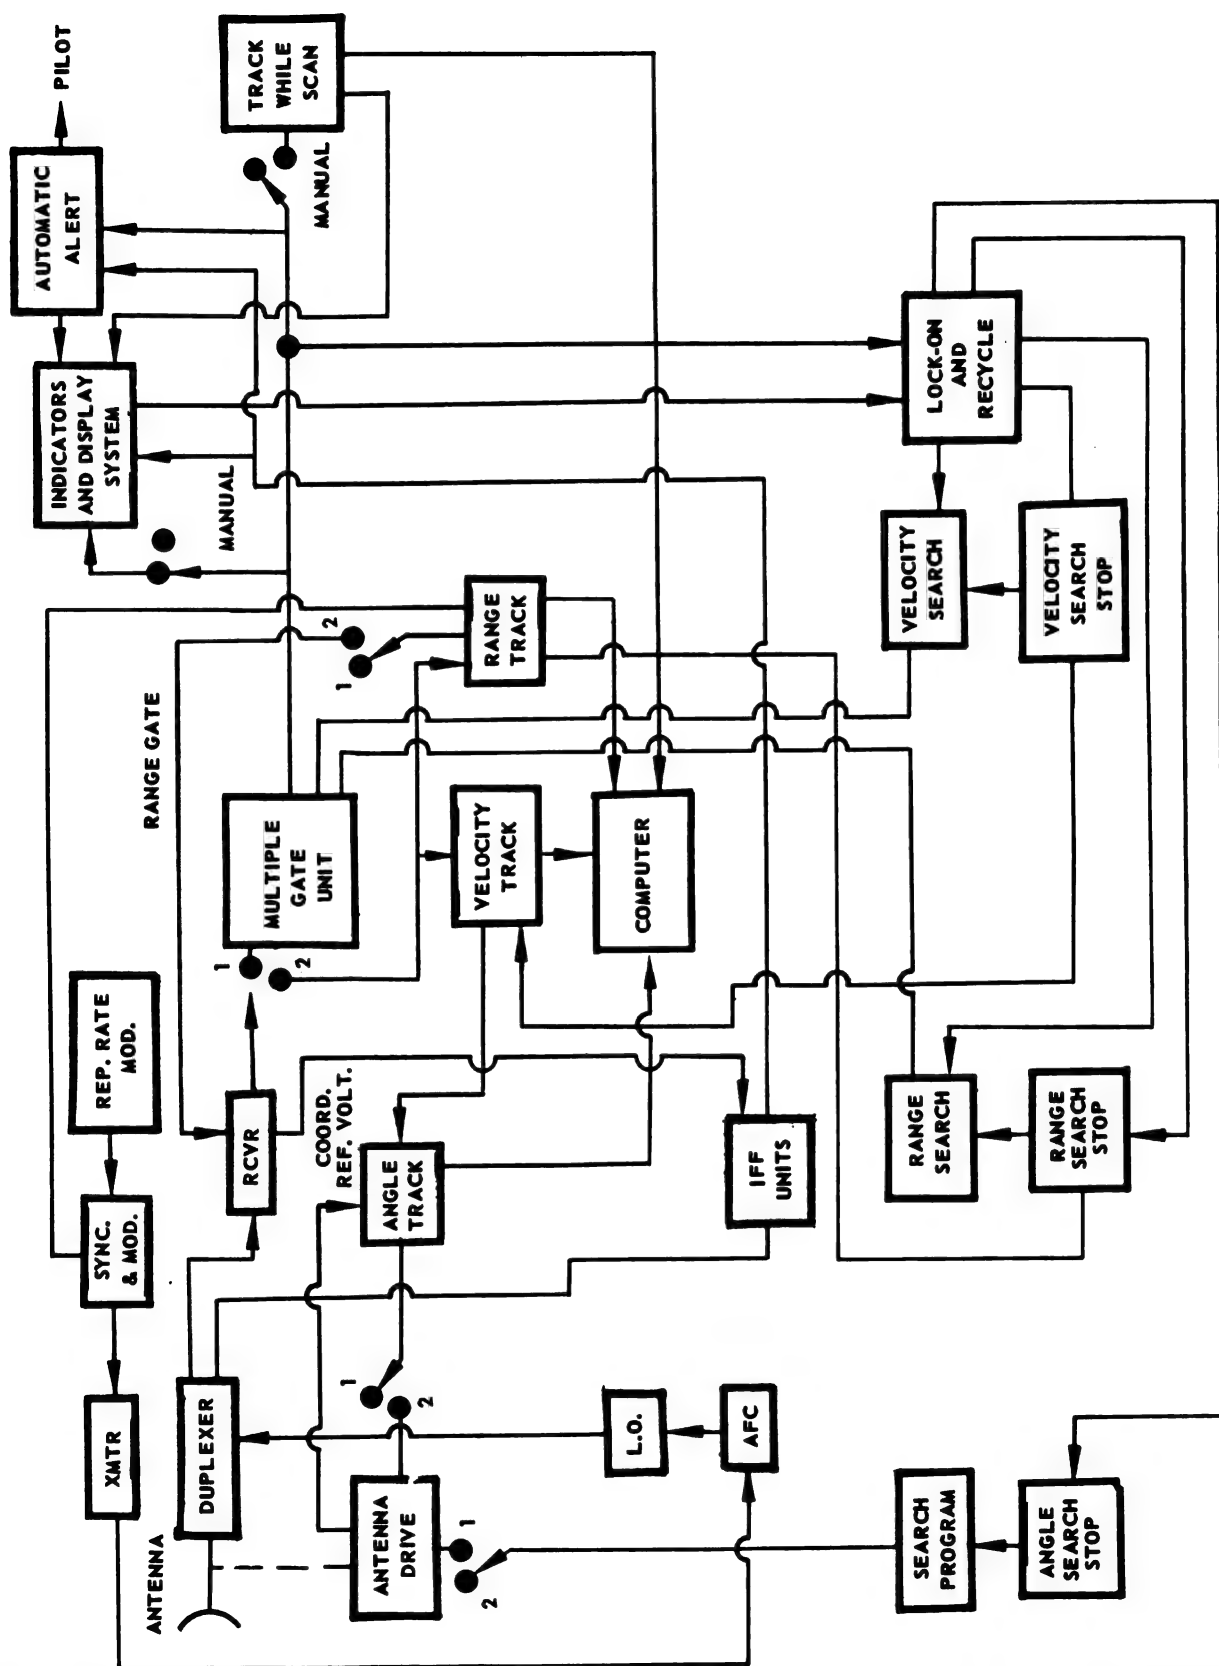 ANTENNA
XMTR
SYNC.
& MOD.
REP. RATE
MOD.
RANGE GATE
INDICATORS
AND DISPLAY
SYSTEM
AUTOMATIC
ALERT
PILOT
DUPLEXER
RCVR
1
2
MULTIPLE
GATE
UNIT
MANUAL
MANUAL
TRACK
WHILE
SCAN
COORD.
REF. VOLT.
ANTENNA
DRIVE
1
2
ANGLE
TRACK
VELOCITY
TRACK
1
2
RANGE
TRACK
2
1
L.O.
AFC
COMPUTER
IFF
UNITS
SEARCH
PROGRAM
ANGLE
SEARCH
STOP
RANGE
SEARCH
RANGE
SEARCH
STOP
VELOCITY
SEARCH
VELOCITY
SEARCH
STOP
LOCK-ON
AND
RECYCLE